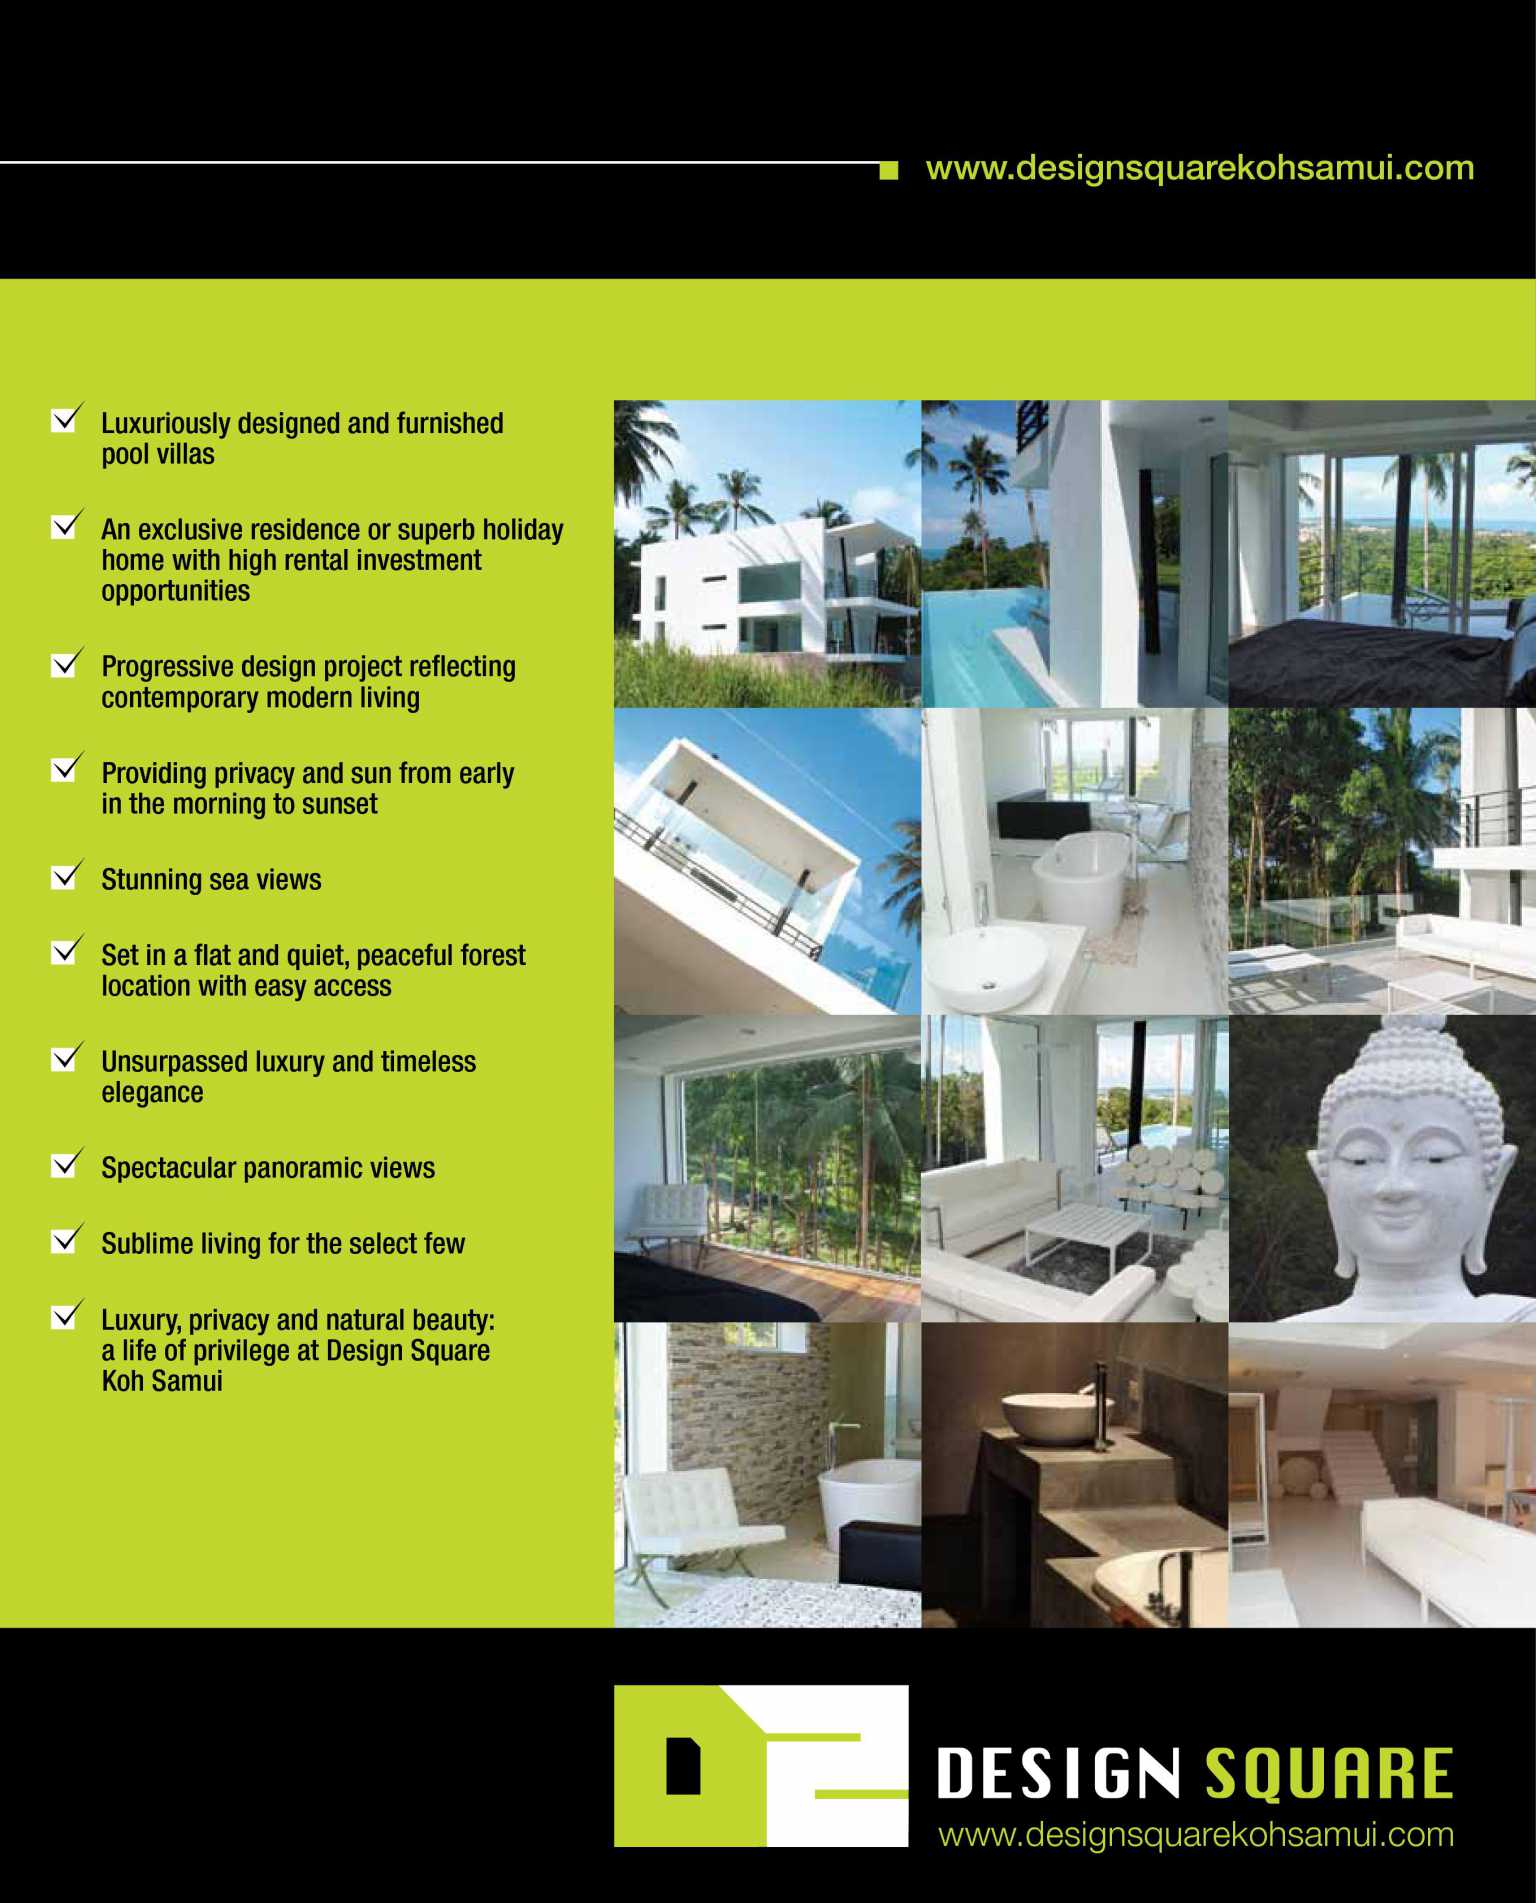 www.designsquarekohsamui.com
Luxuriously designed and furnished
pool villas
An exclusive residence or superb holiday
home with high rental investment
opportunities
Progressive design project reflecting
contemporary modern living
Providing privacy and sun from early
in the morning to sunset
Stunning sea views
Set in a flat and quiet, peaceful forest
location with easy access
Unsurpassed luxury and timeless
elegance
Spectacular panoramic views
Sublime living for the select few
Luxury, privacy and natural beauty:
a life of privilege at Design Square
Koh Samui
DESIGN SQUARE
www.designsquarekohsamui.com